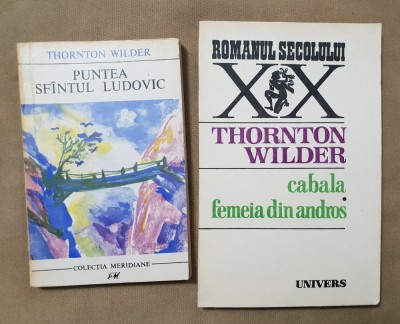 THORNTON WILDER
PUNTEA
SFÎNTUL LUDOVIC
COLECȚIA MERIDIANE
ROMANUL SECOLULUI
XX
THORNTON
WILDER
cabala
femeia din andros
UNIVERS